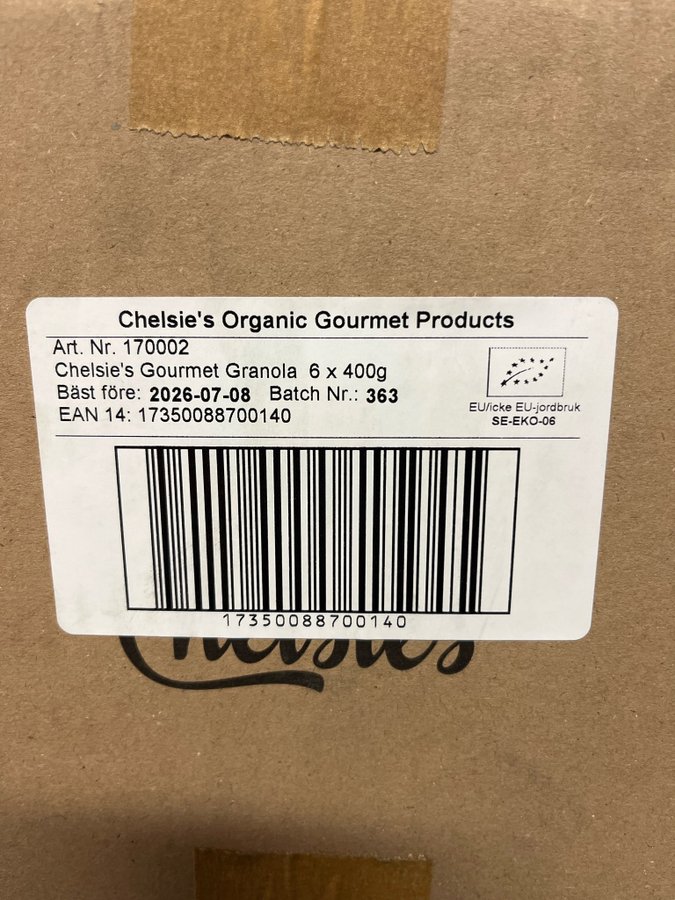 Chelsie's Organic Gourmet Products
Art. Nr. 170002
Chelsie's Gourmet Granola 6 x 400g
Bäst före: 2026-07-08 Batch Nr.: 363
EAN 14: 17350088700140
EU/icke EU-jordbruk
SE-EKO-06
17350088700140
Chelsie's